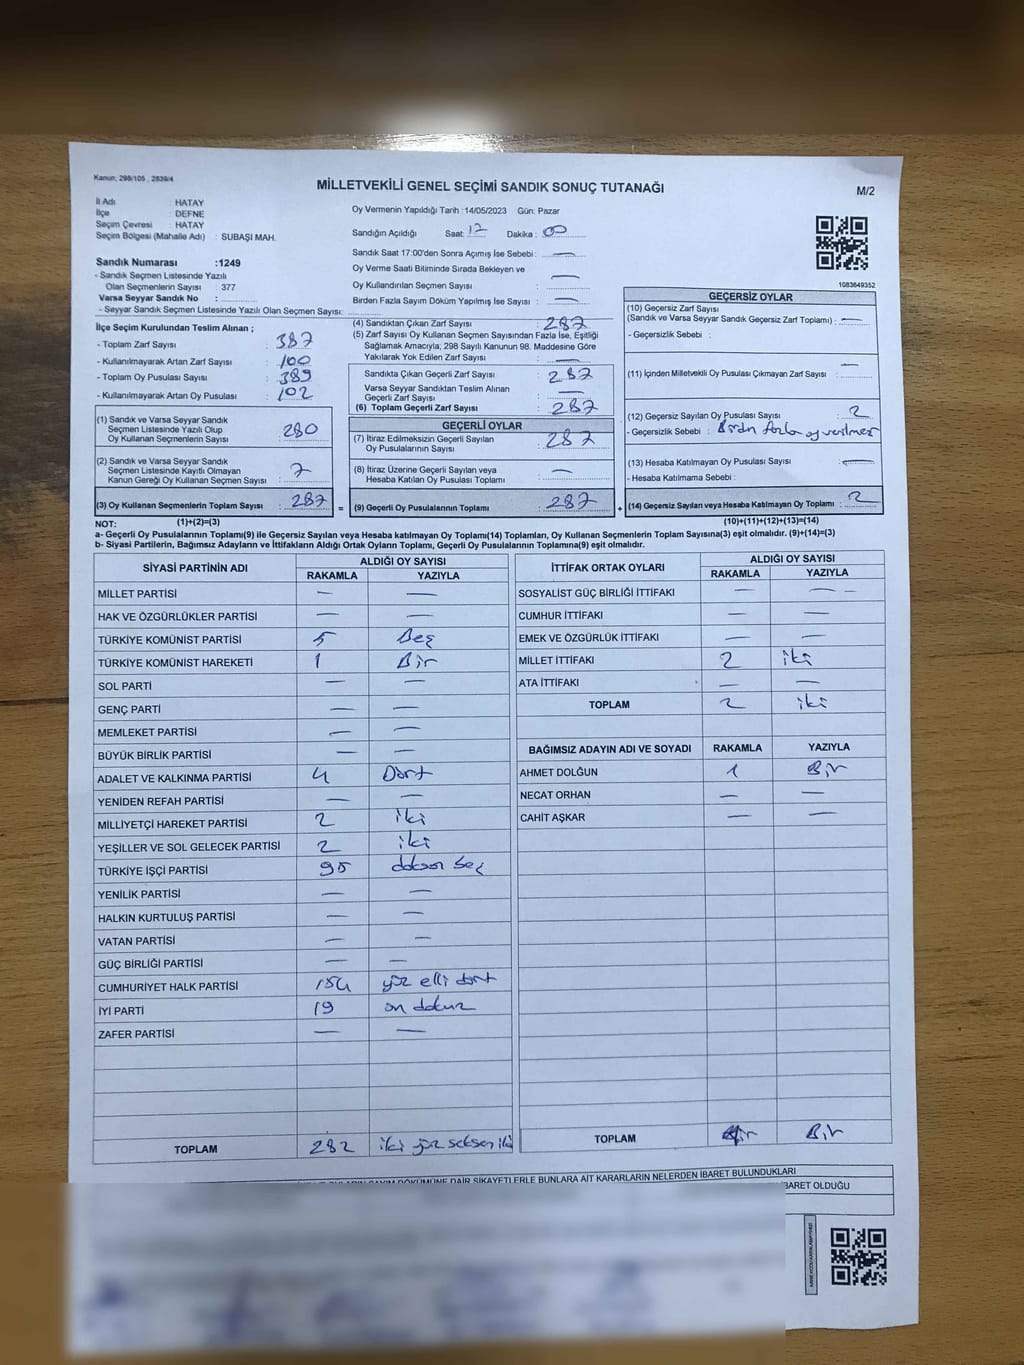 Kanun; 298/105 , 2839/4
MİLLETVEKİLİ GENEL SEÇİMİ SANDIK SONUÇ TUTANAĞI
M/2
İl Adı : HATAY
İlçe : DEFNE
Seçim Çevresi : HATAY
Seçim Bölgesi (Mahalle Adı) : SUBAŞI MAH.
Sandık Numarası :1249
- Sandık Seçmen Listesinde Yazılı
Olan Seçmenlerin Sayısı : 377
Varsa Seyyar Sandık No :
- Seyyar Sandık Seçmen Listesinde Yazılı Olan Seçmen Sayısı:
Oy Vermenin Yapıldığı Tarih :14/05/2023 Gün: Pazar
Sandığın Açıldığı Saat: 17 Dakika: 00
Sandık Saat 17:00'den Sonra Açımış İse Sebebi: —
Oy Verme Saati Bitiminde Sırada Bekleyen ve
Oy Kullandırılan Seçmen Sayısı : —
Birden Fazla Sayım Döküm Yapılmış İse Sayısı : —
1083649352
İlçe Seçim Kurulundan Teslim Alınan ;
- Toplam Zarf Sayısı : 387
- Kullanılmayarak Artan Zarf Sayısı : 100
- Toplam Oy Pusulası Sayısı : 389
- Kullanılmayarak Artan Oy Pusulası : 102
(1) Sandık ve Varsa Seyyar Sandık
Seçmen Listesinde Yazılı Olup
Oy Kullanan Seçmenlerin Sayısı : 280
(2) Sandık ve Varsa Seyyar Sandık
Seçmen Listesinde Kayıtlı Olmayan
Kanun Gereği Oy Kullanan Seçmen Sayısı : 7
(3) Oy Kullanan Seçmenlerin Toplam Sayısı : 287
(1)+(2)=(3)
(4) Sandıktan Çıkan Zarf Sayısı : 287
(5) Zarf Sayısı Oy Kullanan Seçmen Sayısından Fazla İse, Eşitliği
Sağlamak Amacıyla; 298 Sayılı Kanunun 98. Maddesine Göre
Yakılarak Yok Edilen Zarf Sayısı : —
Sandıkta Çıkan Geçerli Zarf Sayısı : 287
Varsa Seyyar Sandıktan Teslim Alınan
Geçerli Zarf Sayısı : —
(6) Toplam Geçerli Zarf Sayısı : 287
GEÇERLİ OYLAR
(7) İtiraz Edilmeksizin Geçerli Sayılan
Oy Pusulalarının Sayısı : 287
(8) İtiraz Üzerine Geçerli Sayılan veya
Hesaba Katılan Oy Pusulası Toplamı : —
= (9) Geçerli Oy Pusulalarının Toplamı : 287 +
GEÇERSİZ OYLAR
(10) Geçersiz Zarf Sayısı
(Sandık ve Varsa Seyyar Sandık Geçersiz Zarf Toplamı) : —
- Geçersizlik Sebebi :
(11) İçinden Milletvekili Oy Pusulası Çıkmayan Zarf Sayısı : —
(12) Geçersiz Sayılan Oy Pusulası Sayısı : 2
- Geçersizlik Sebebi : Birden fazla oy verilmesi
(13) Hesaba Katılmayan Oy Pusulası Sayısı : —
- Hesaba Katılmama Sebebi :
(14) Geçersiz Sayılan veya Hesaba Katılmayan Oy Toplamı : 2
(10)+(11)+(12)+(13)=(14)
NOT:
a- Geçerli Oy Pusulalarının Toplamı(9) ile Geçersiz Sayılan veya Hesaba katılmayan Oy Toplamı(14) Toplamları, Oy Kullanan Seçmenlerin Toplam Sayısına(3) eşit olmalıdır. (9)+(14)=(3)
b- Siyasi Partilerin, Bağımsız Adayların ve İttifakların Aldığı Ortak Oyların Toplamı, Geçerli Oy Pusulalarının Toplamına(9) eşit olmalıdır.
SİYASİ PARTİNİN ADI ALDIĞI OY SAYISI
RAKAMLA YAZIYLA
MİLLET PARTİSİ — —
HAK VE ÖZGÜRLÜKLER PARTİSİ — —
TÜRKİYE KOMÜNİST PARTİSİ 5 Beş
TÜRKİYE KOMÜNİST HAREKETİ 1 Bir
SOL PARTİ — —
GENÇ PARTİ — —
MEMLEKET PARTİSİ — —
BÜYÜK BİRLİK PARTİSİ — —
ADALET VE KALKINMA PARTİSİ 4 Dört
YENİDEN REFAH PARTİSİ — —
MİLLİYETÇİ HAREKET PARTİSİ 2 iki
YEŞİLLER VE SOL GELECEK PARTİSİ 2 iki
TÜRKİYE İŞÇİ PARTİSİ 95 doksan beş
YENİLİK PARTİSİ — —
HALKIN KURTULUŞ PARTİSİ — —
VATAN PARTİSİ — —
GÜÇ BİRLİĞİ PARTİSİ — —
CUMHURİYET HALK PARTİSİ 154 yüz elli dört
İYİ PARTİ 19 on dokuz
ZAFER PARTİSİ — —
TOPLAM 282 iki yüz seksen iki
İTTİFAK ORTAK OYLARI ALDIĞI OY SAYISI
RAKAMLA YAZIYLA
SOSYALİST GÜÇ BİRLİĞİ İTTİFAKI — —
CUMHUR İTTİFAKI — —
EMEK VE ÖZGÜRLÜK İTTİFAKI — —
MİLLET İTTİFAKI 2 iki
ATA İTTİFAKI — —
TOPLAM 2 iki
BAĞIMSIZ ADAYIN ADI VE SOYADI RAKAMLA YAZIYLA
AHMET DOLĞUN 1 Bir
NECAT ORHAN — —
CAHİT AŞKAR — —
TOPLAM Bir Bir
DÖKÜMÜNE DAİR ŞİKAYETLERLE BUNLARA AİT KARARLARIN NELERDEN İBARET BULUNDUKLARI
İBARET OLDUĞU